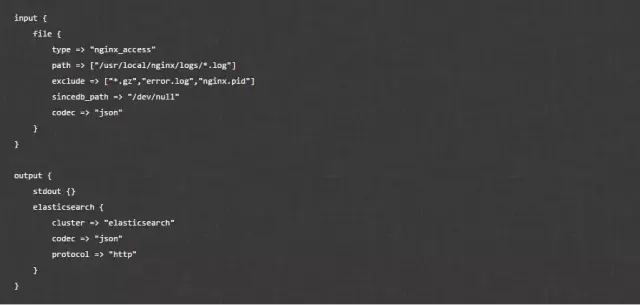 input {
    file {
        type => "nginx_access"
        path => ["/usr/local/nginx/logs/*.log"]
        exclude => ["*.gz","error.log","nginx.pid"]
        sincedb_path => "/dev/null"
        codec => "json"
    }
}
output {
    stdout {}
    elasticsearch {
        cluster => "elasticsearch"
        codec => "json"
        protocol => "http"
    }
}